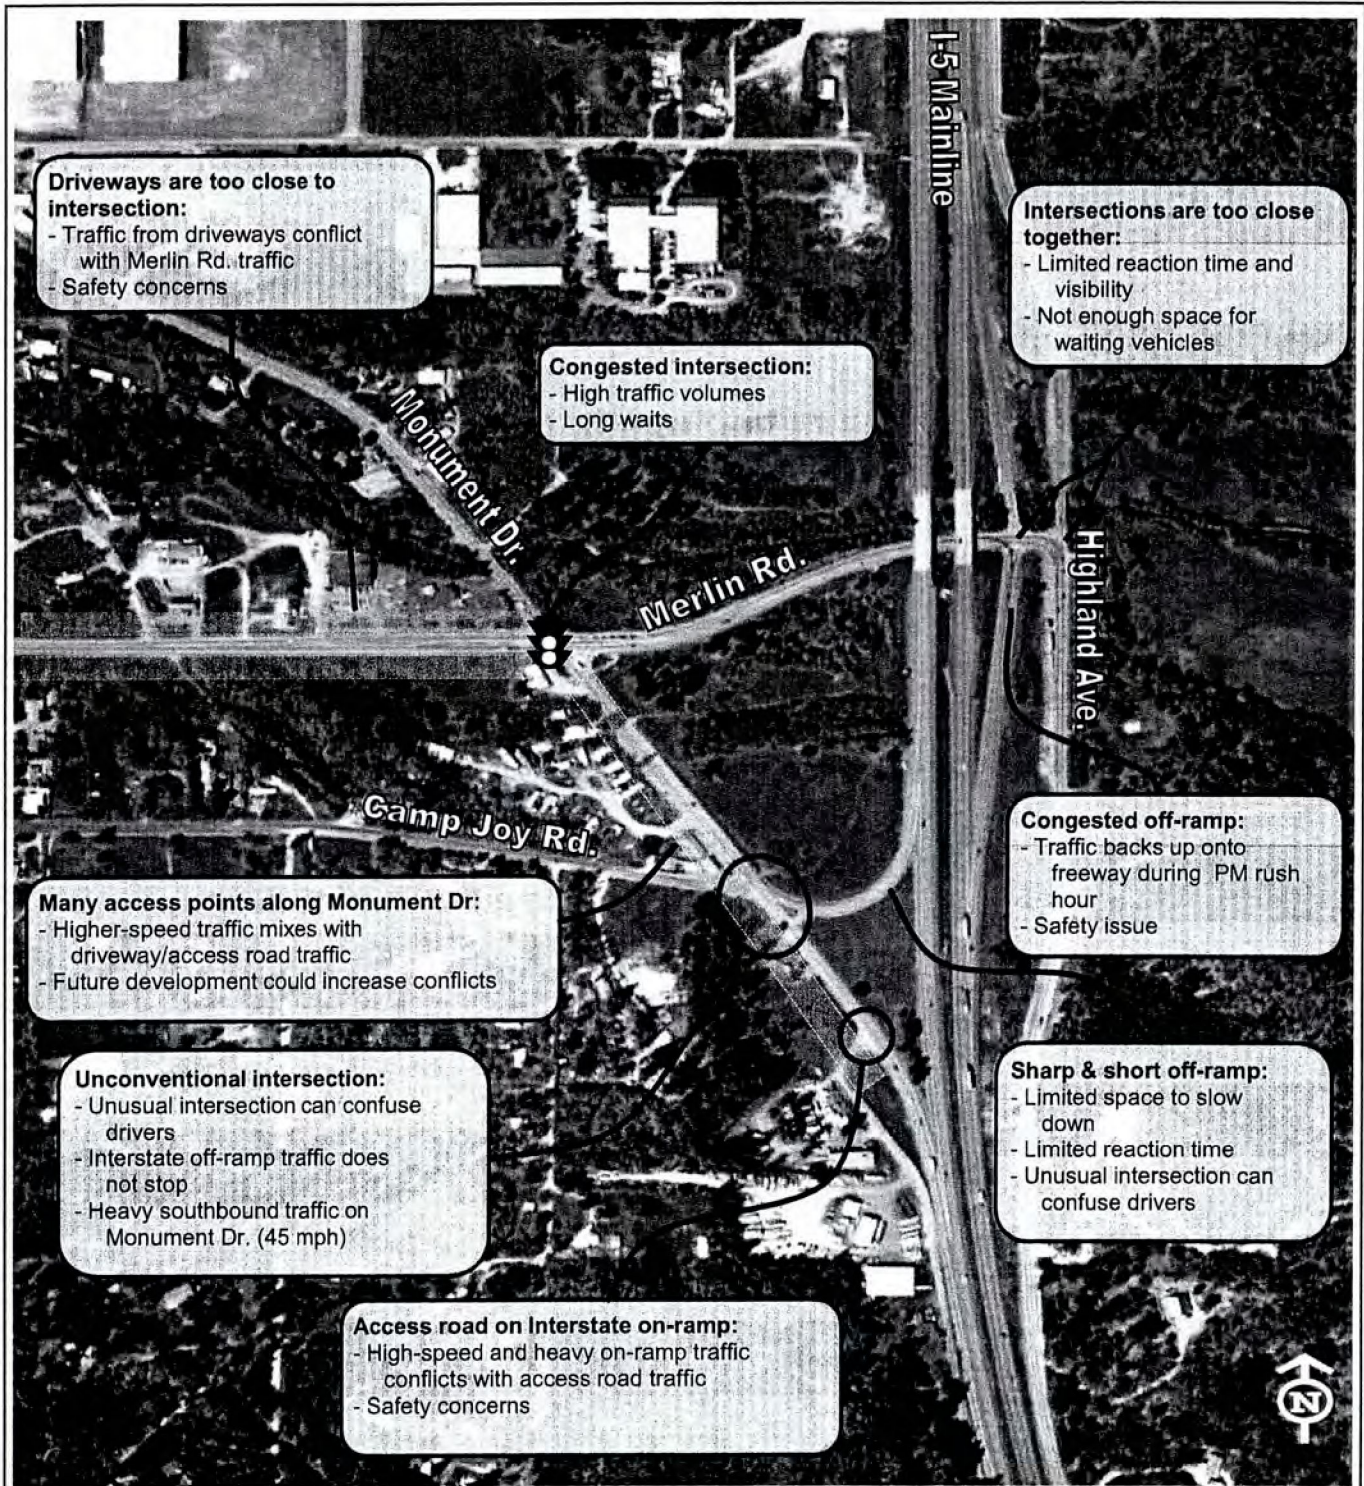 I-5 Mainline
Driveways are too close to
intersection:
- Traffic from driveways conflict
with Merlin Rd. traffic
- Safety concerns
Intersections are too close
together:
- Limited reaction time and
visibility
- Not enough space for
waiting vehicles
Congested intersection:
- High traffic volumes
- Long waits
Monument Dr.
Merlin Rd.
Highland Ave.
Camp Joy Rd.
Congested off-ramp:
- Traffic backs up onto
freeway during PM rush
hour
- Safety issue
Many access points along Monument Dr:
- Higher-speed traffic mixes with
driveway/access road traffic
- Future development could increase conflicts
Unconventional intersection:
- Unusual intersection can confuse
drivers
- Interstate off-ramp traffic does
not stop
- Heavy southbound traffic on
Monument Dr. (45 mph)
Sharp & short off-ramp:
- Limited space to slow
down
- Limited reaction time
- Unusual intersection can
confuse drivers
Access road on Interstate on-ramp:
- High-speed and heavy on-ramp traffic
conflicts with access road traffic
- Safety concerns
N